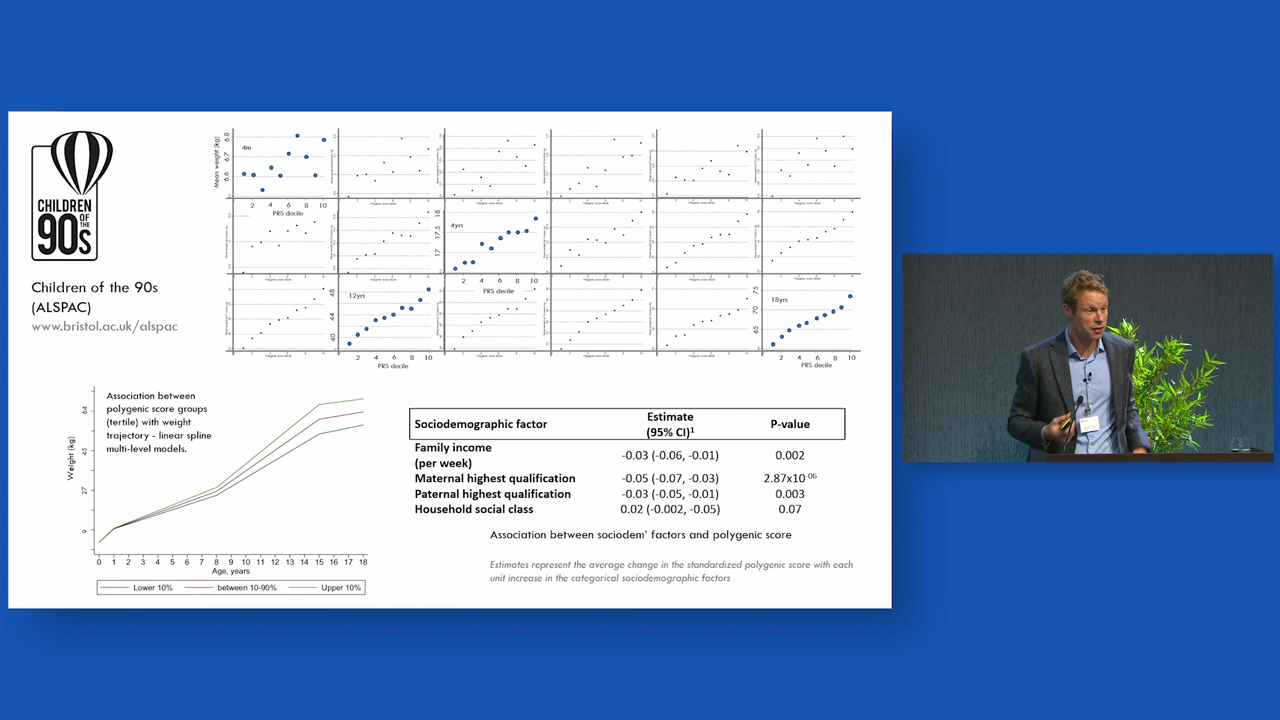 CHILDREN
OF THE
90s
Children of the 90s
(ALSPAC)
www.bristol.ac.uk/alspac
Mean weight (kg)
6.8
6.7
6.6
4m
2 4 6 8 10
PRS decile
18
17.5
17
4yrs
2 4 6 8 10
PRS decile
48
44
40
12yrs
2 4 6 8 10
PRS decile
75
70
65
18yrs
2 4 6 8 10
PRS decile
Association between
polygenic score groups
(tertile) with weight
trajectory - linear spline
multi-level models.
Weight (kg)
64
45
27
9
0 1 2 3 4 5 6 7 8 9 10 11 12 13 14 15 16 17 18
Age, years
Lower 10% between 10-90% Upper 10%
Sociodemographic factor Estimate (95% CI)¹ P-value
Family income
(per week) -0.03 (-0.06, -0.01) 0.002
Maternal highest qualification -0.05 (-0.07, -0.03) 2.87x10⁻⁰⁶
Paternal highest qualification -0.03 (-0.05, -0.01) 0.003
Household social class 0.02 (-0.002, -0.05) 0.07
Association between sociodem' factors and polygenic score
Estimates represent the average change in the standardized polygenic score with each
unit increase in the categorical sociodemographic factors